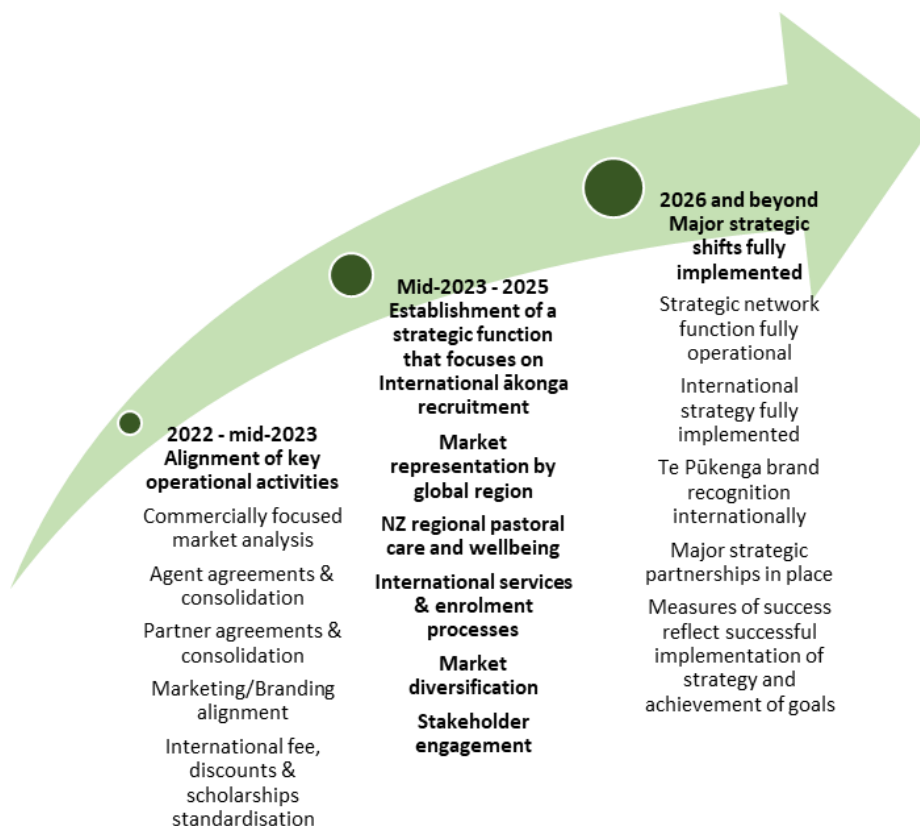 2022 - mid-2023
Alignment of key
operational activities
Commercially focused
market analysis
Agent agreements &
consolidation
Partner agreements &
consolidation
Marketing/Branding
alignment
International fee,
discounts &
scholarships
standardisation
Mid-2023 - 2025
Establishment of a
strategic function
that focuses on
International ākonga
recruitment
Market
representation by
global region
NZ regional pastoral
care and wellbeing
International services
& enrolment
processes
Market
diversification
Stakeholder
engagement
2026 and beyond
Major strategic
shifts fully
implemented
Strategic network
function fully
operational
International
strategy fully
implemented
Te Pūkenga brand
recognition
internationally
Major strategic
partnerships in place
Measures of success
reflect successful
implementation of
strategy and
achievement of goals